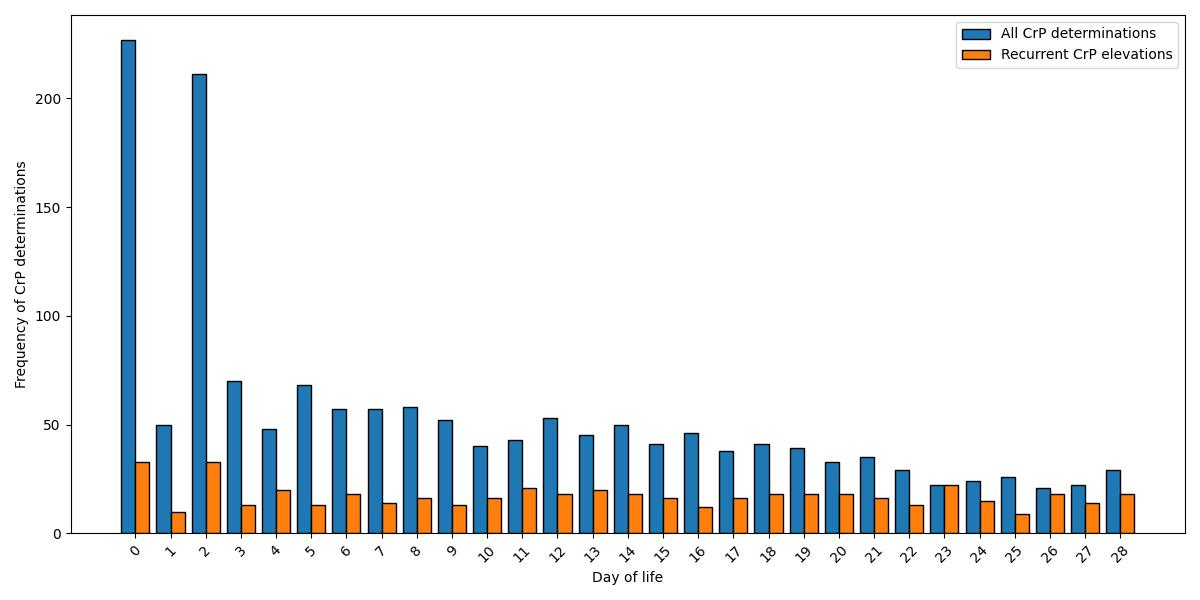 All CrP determinations
Recurrent CrP elevations
Frequency of CrP determinations
200
150
100
50
0
0 1 2 3 4 5 6 7 8 9 10 11 12 13 14 15 16 17 18 19 20 21 22 23 24 25 26 27 28
Day of life